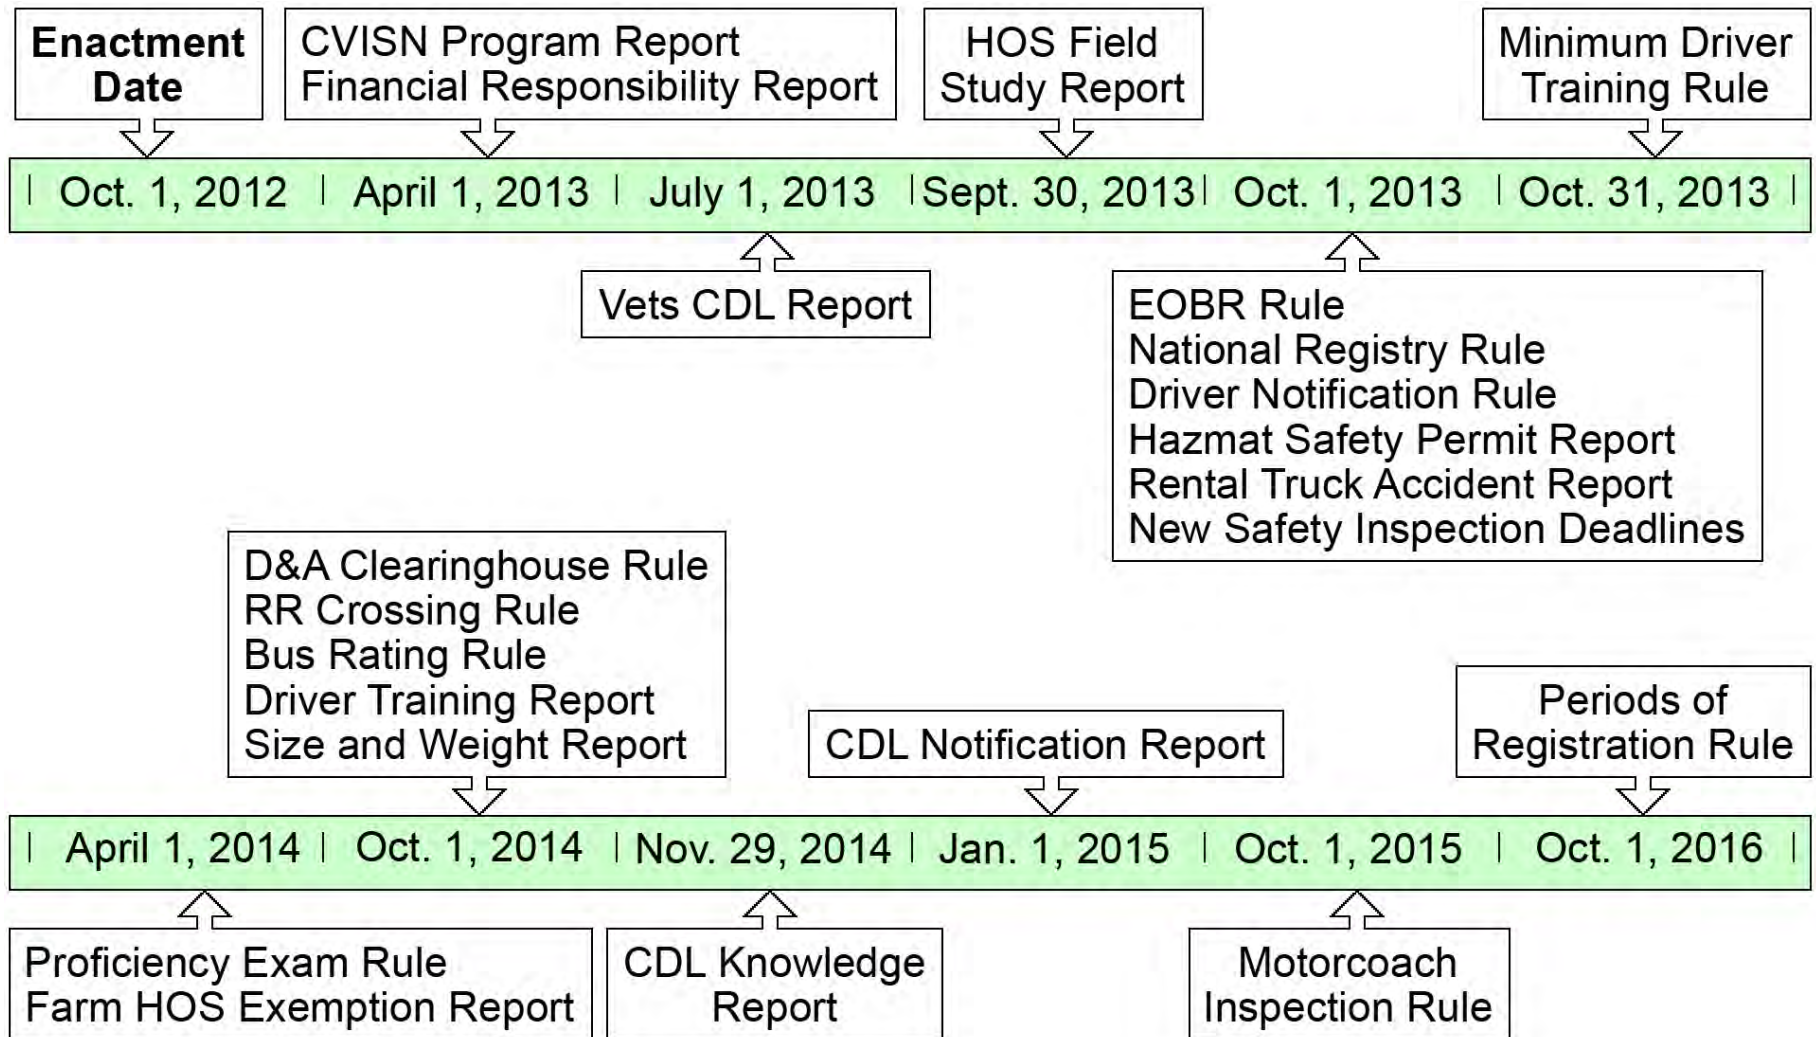 Enactment
Date
CVISN Program Report
Financial Responsibility Report
HOS Field
Study Report
Minimum Driver
Training Rule
Oct. 1, 2012
April 1, 2013
July 1, 2013
Sept. 30, 2013
Oct. 1, 2013
Oct. 31, 2013
Vets CDL Report
EOBR Rule
National Registry Rule
Driver Notification Rule
Hazmat Safety Permit Report
Rental Truck Accident Report
New Safety Inspection Deadlines
D&A Clearinghouse Rule
RR Crossing Rule
Bus Rating Rule
Driver Training Report
Size and Weight Report
CDL Notification Report
Periods of
Registration Rule
April 1, 2014
Oct. 1, 2014
Nov. 29, 2014
Jan. 1, 2015
Oct. 1, 2015
Oct. 1, 2016
Proficiency Exam Rule
Farm HOS Exemption Report
CDL Knowledge
Report
Motorcoach
Inspection Rule